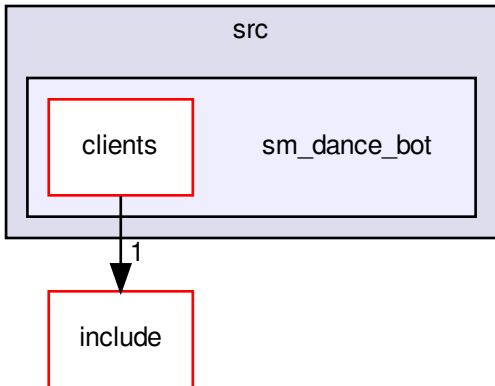 src
clients
sm_dance_bot
1
include